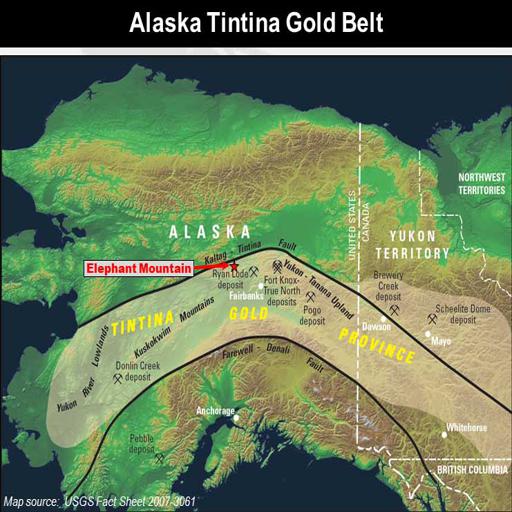 Alaska Tintina Gold Belt
NORTHWEST
TERRITORIES
UNITED STATES
CANADA
ALASKA
YUKON
TERRITORY
Kaltag - Tintina Fault
Elephant Mountain
Ryan Lode
deposit
Fort Knox-
True North
deposits
Yukon - Tanana Upland
Brewery
Creek
deposit
Fairbanks
Pogo
deposit
Scheelite Dome
deposit
TINTINA
GOLD
PROVINCE
Dawson
Mayo
Kuskokwim Mountains
Yukon River Lowlands
Donlin Creek
deposit
Farewell - Denali Fault
Anchorage
Whitehorse
Pebble
deposit
BRITISH COLUMBIA
Map source: USGS Fact Sheet 2007-3061